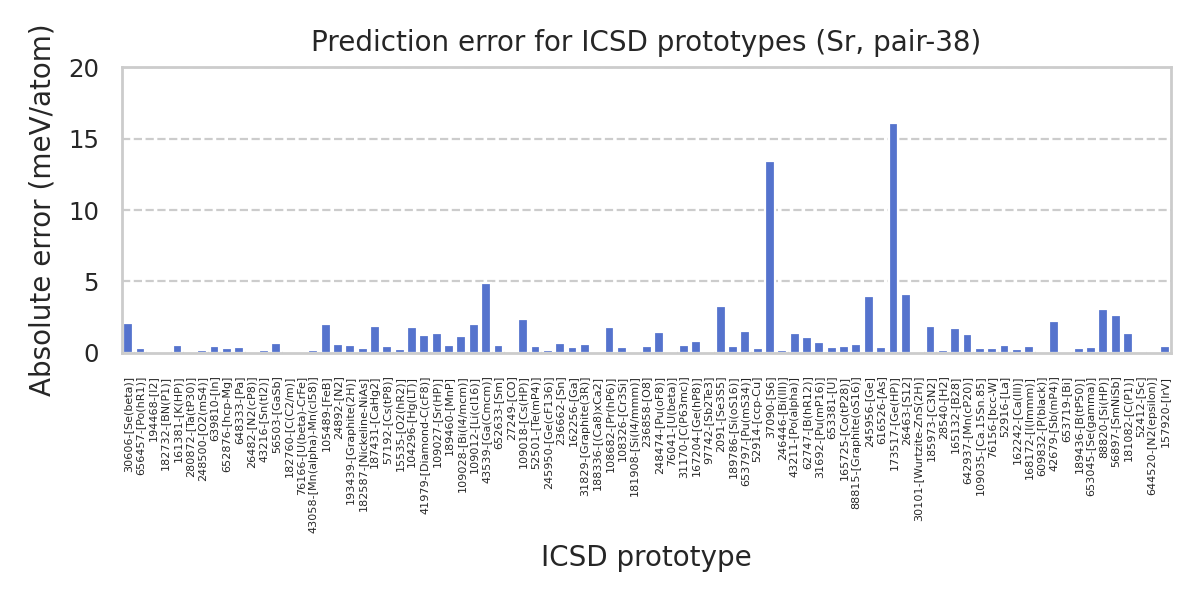 Prediction error for ICSD prototypes (Sr, pair-38)
Absolute error (meV/atom)
20
15
10
5
0
30606-[Se(beta)]
656457-[Po(hR1)]
194468-[I2]
182732-[BN(P1)]
161381-[K(HP)]
280872-[Ta(tP30)]
248500-[O2(mS4)]
639810-[In]
652876-[hcp-Mg]
648333-[Pa]
26482-[N2(cP8)]
43216-[Sn(tI2)]
56503-[GaSb]
182760-[C(C2/m)]
76166-[U(beta)-CrFe]
43058-[Mn(alpha)-Mn(cI58)]
105489-[FeB]
24892-[N2]
193439-[Graphite(2H)]
182587-[Nickeline-NiAs]
187431-[CaHg2]
57192-[Cs(tP8)]
15535-[O2(hR2)]
104296-[Hg(LT)]
41979-[Diamond-C(cF8)]
109027-[Sr(HP)]
189460-[MnP]
109028-[Bi(I4/mcm)]
109012-[Li(cI16)]
43539-[Ga(Cmcm)]
652633-[Sm]
27249-[CO]
109018-[Cs(HP)]
52501-[Te(mP4)]
245950-[Ge(cF136)]
236662-[Sn]
162256-[Ga]
31829-[Graphite(3R)]
188336-[(Ca8)xCa2]
108682-[Pr(hP6)]
108326-[Cr3Si]
181908-[Si(I4/mmm)]
236858-[O8]
248474-[Pu(oF8)]
76041-[U(beta)]
31170-[C(P63mc)]
167204-[Ge(hP8)]
97742-[Sb2Te3]
2091-[Se3S5]
189786-[Si(oS16)]
653797-[Pu(mS34)]
52914-[ccp-Cu]
37090-[S6]
246446-[Bi(III)]
43211-[Po(alpha)]
62747-[B(hR12)]
31692-[Pu(mP16)]
653381-[U]
165725-[Co(tP28)]
88815-[Graphite(oS16)]
245956-[Ge]
616526-[As]
173517-[Ge(HP)]
26463-[S12]
30101-[Wurtzite-ZnS(2H)]
185973-[C3N2]
28540-[H2]
165132-[B28]
642937-[Mn(cP20)]
109035-[Ca.15Sn.85]
76156-[bcc-W]
52916-[La]
162242-[Ca(III)]
168172-[I(Immm)]
609832-[P(black)]
42679-[Sb(mP4)]
653719-[Bi]
189436-[B(tP50)]
653045-[Se(gamma)]
88820-[Si(HP)]
56897-[SmNiSb]
181082-[C(P1)]
52412-[Sc]
644520-[N2(epsilon)]
157920-[IrV]
ICSD prototype